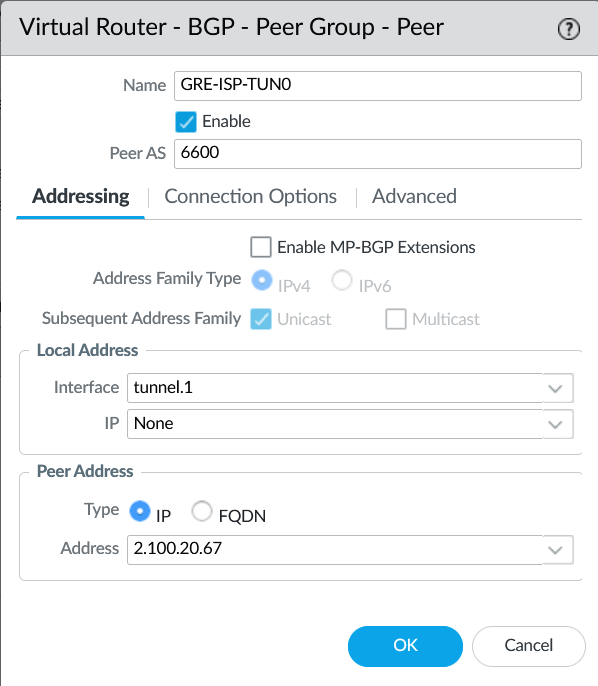 Virtual Router - BGP - Peer Group - Peer ?
Name GRE-ISP-TUN0
Enable
Peer AS 6600
Addressing Connection Options Advanced
Enable MP-BGP Extensions
Address Family Type IPv4 IPv6
Subsequent Address Family Unicast Multicast
Local Address
Interface tunnel.1
IP None
Peer Address
Type IP FQDN
Address 2.100.20.67
OK Cancel